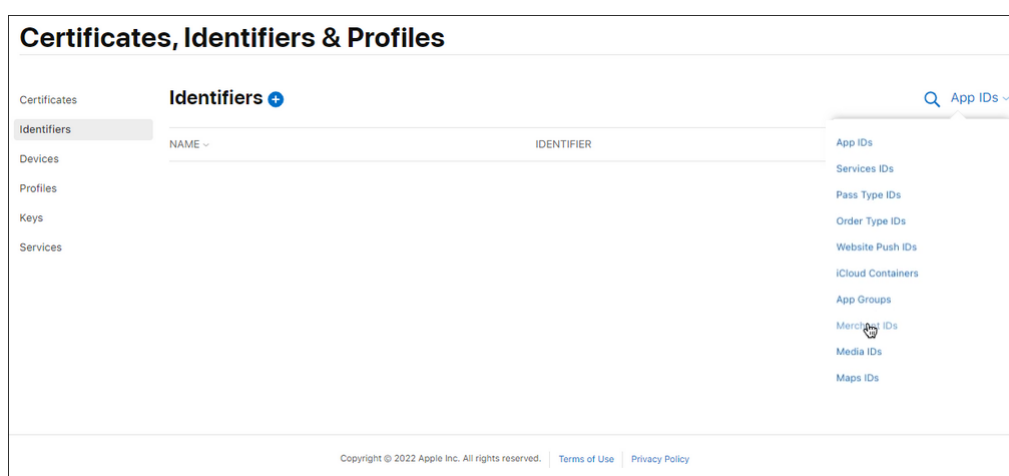 Certificates, Identifiers & Profiles
Certificates
Identifiers
Devices
Profiles
Keys
Services
Identifiers
App IDs
NAME
IDENTIFIER
App IDs
Services IDs
Pass Type IDs
Order Type IDs
Website Push IDs
iCloud Containers
App Groups
Merchant IDs
Media IDs
Maps IDs
Copyright © 2022 Apple Inc. All rights reserved. Terms of Use Privacy Policy